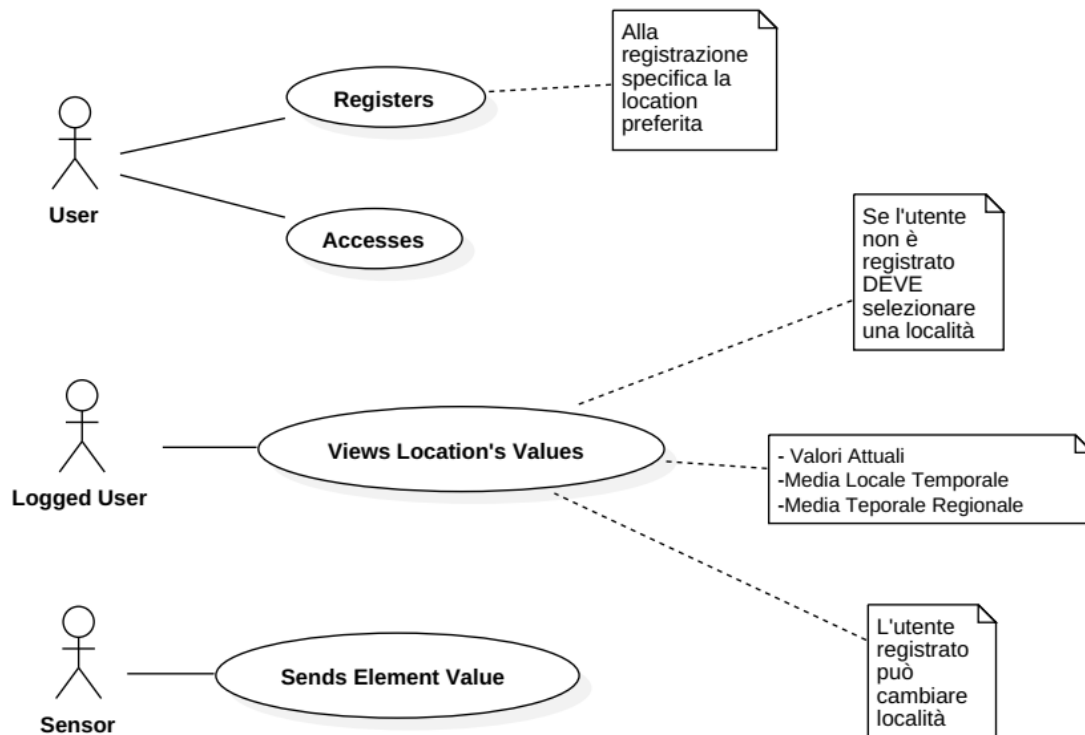 Alla
registrazione
specifica la
location
preferita
Registers
User
Accesses
Se l'utente
non è
registrato
DEVE
selezionare
una località
Views Location's Values
Logged User
- Valori Attuali
-Media Locale Temporale
-Media Teporale Regionale
L'utente
registrato
può
cambiare
località
Sends Element Value
Sensor